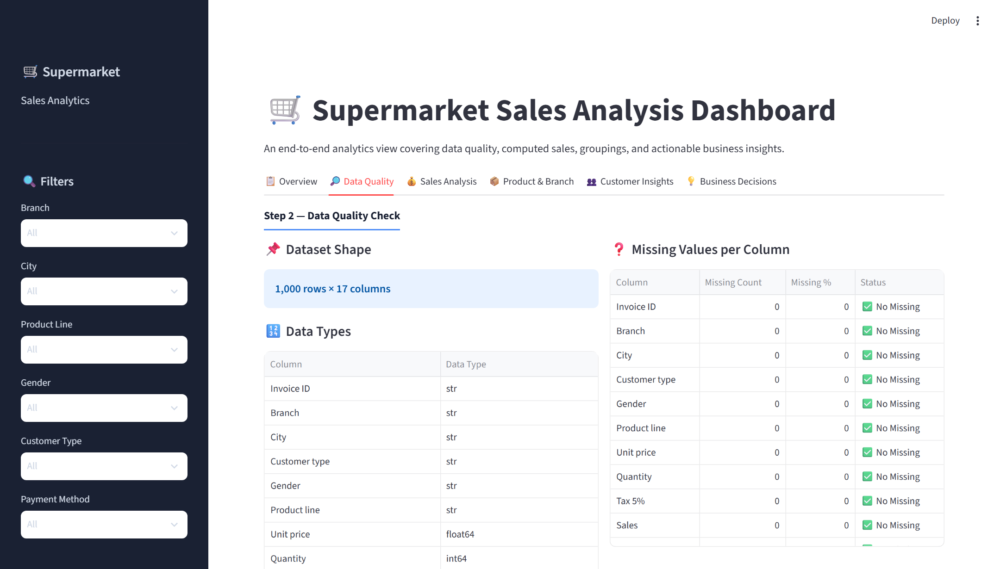 Deploy
Supermarket
Sales Analytics
Filters
Branch
All
City
All
Product Line
All
Gender
All
Customer Type
All
Payment Method
All
Supermarket Sales Analysis Dashboard
An end-to-end analytics view covering data quality, computed sales, groupings, and actionable business insights.
Overview Data Quality Sales Analysis Product & Branch Customer Insights Business Decisions
Step 2 — Data Quality Check
Dataset Shape
1,000 rows × 17 columns
Data Types
Column Data Type
Invoice ID str
Branch str
City str
Customer type str
Gender str
Product line str
Unit price float64
Quantity int64
Missing Values per Column
Column Missing Count Missing % Status
Invoice ID 0 0 ✅ No Missing
Branch 0 0 ✅ No Missing
City 0 0 ✅ No Missing
Customer type 0 0 ✅ No Missing
Gender 0 0 ✅ No Missing
Product line 0 0 ✅ No Missing
Unit price 0 0 ✅ No Missing
Quantity 0 0 ✅ No Missing
Tax 5% 0 0 ✅ No Missing
Sales 0 0 ✅ No Missing